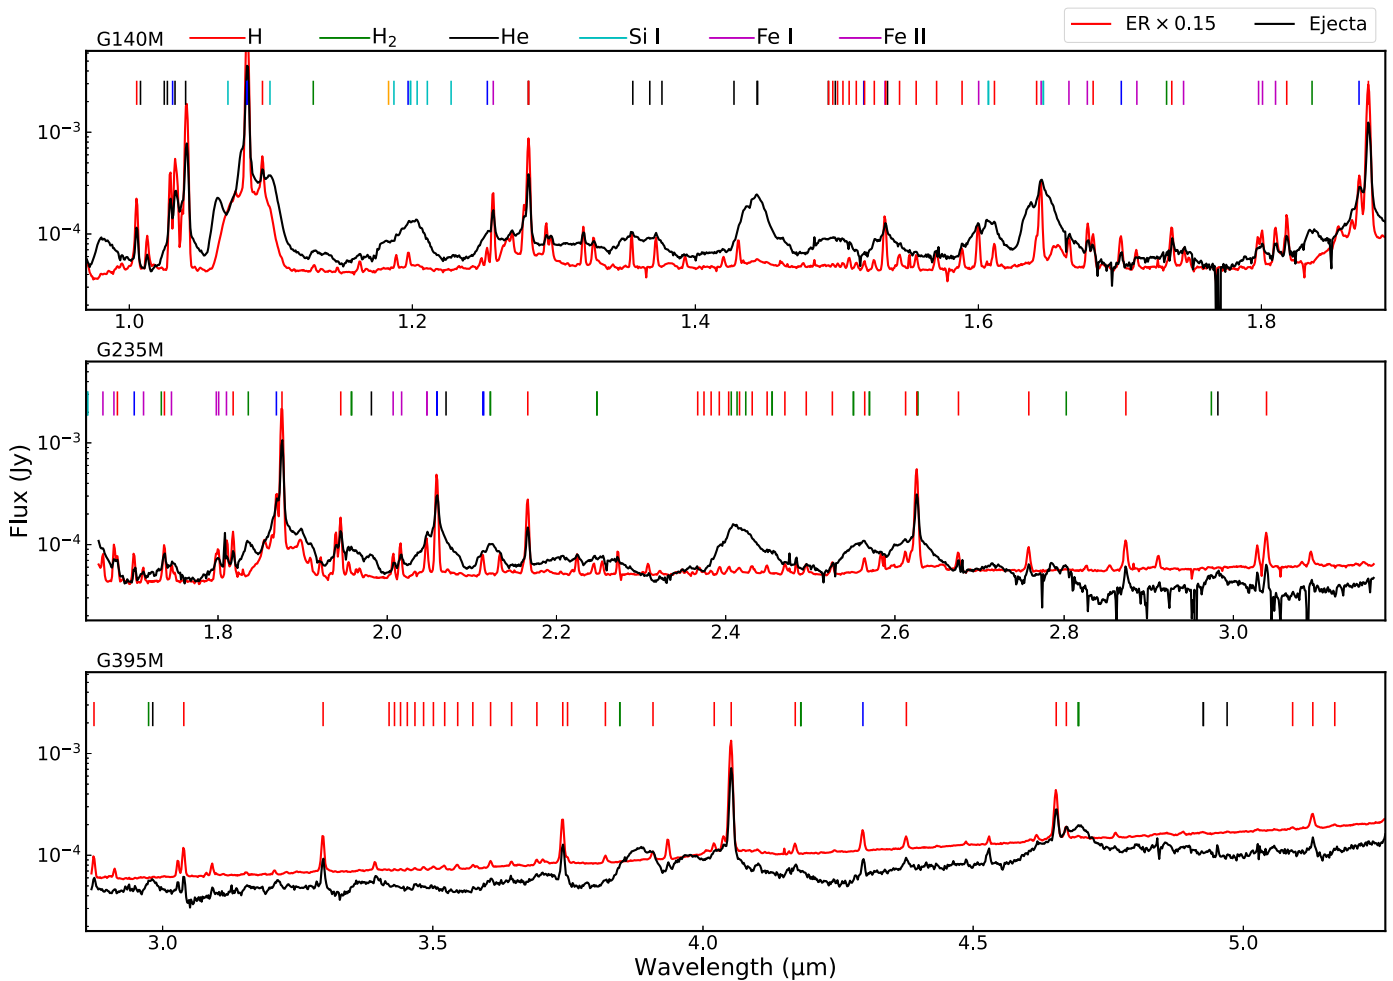 G140M H H₂ He Si I Fe I Fe II ER × 0.15 Ejecta
10⁻³
10⁻⁴
1.0 1.2 1.4 1.6 1.8
G235M
10⁻³
10⁻⁴
1.8 2.0 2.2 2.4 2.6 2.8 3.0
Flux (Jy)
G395M
10⁻³
10⁻⁴
3.0 3.5 4.0 4.5 5.0
Wavelength (μm)